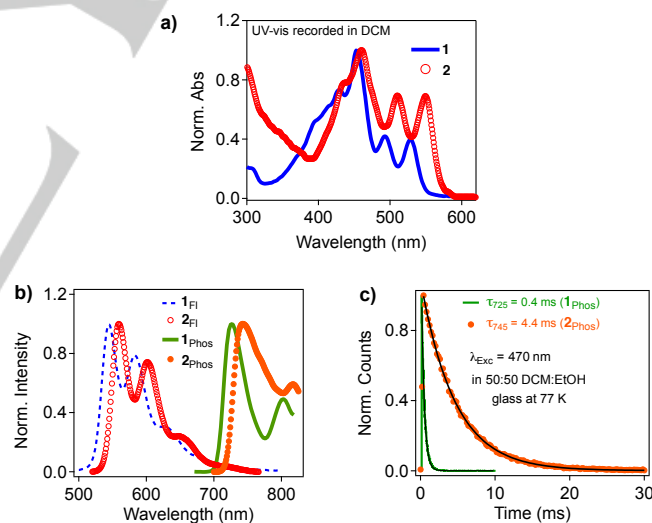 a)
UV-vis recorded in DCM
1
2
1.2
0.8
0.4
0.0
Norm. Abs
300 400 500 600
Wavelength (nm)
b)
1Fl
2Fl
1Phos
2Phos
1.2
0.8
0.4
0.0
Norm. Intensity
500 600 700 800
Wavelength (nm)
c)
τ725 = 0.4 ms (1Phos)
τ745 = 4.4 ms (2Phos)
λExc = 470 nm
in 50:50 DCM:EtOH
glass at 77 K
0.8
0.4
0.0
Norm. Counts
0 10 20 30
Time (ms)